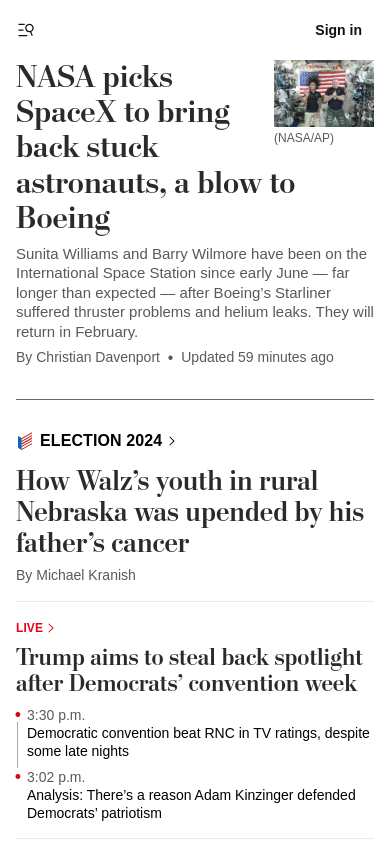 Sign in
NASA picks
SpaceX to bring
back stuck
astronauts, a blow to
Boeing
(NASA/AP)
Sunita Williams and Barry Wilmore have been on the
International Space Station since early June — far
longer than expected — after Boeing’s Starliner
suffered thruster problems and helium leaks. They will
return in February.
By Christian Davenport • Updated 59 minutes ago
ELECTION 2024
How Walz’s youth in rural
Nebraska was upended by his
father’s cancer
By Michael Kranish
LIVE
Trump aims to steal back spotlight
after Democrats’ convention week
3:30 p.m.
Democratic convention beat RNC in TV ratings, despite
some late nights
3:02 p.m.
Analysis: There’s a reason Adam Kinzinger defended
Democrats’ patriotism